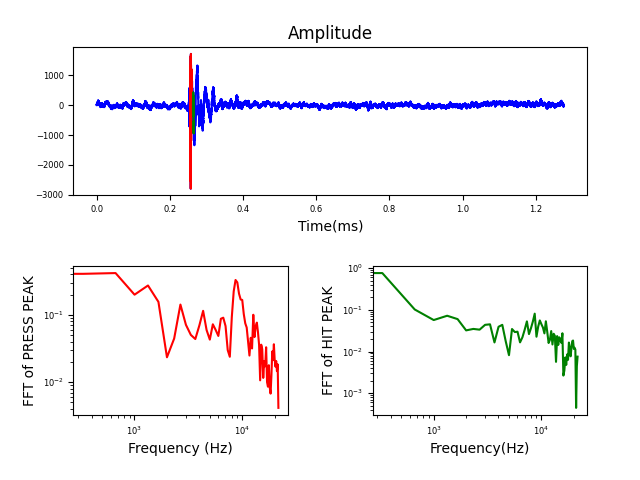 Amplitude
1000
0
−1000
−2000
−3000
0.0 0.2 0.4 0.6 0.8 1.0 1.2
Time(ms)
FFT of PRESS PEAK
10⁻¹
10⁻²
10³ 10⁴
Frequency (Hz)
FFT of HIT PEAK
10⁰
10⁻¹
10⁻²
10⁻³
10³ 10⁴
Frequency(Hz)